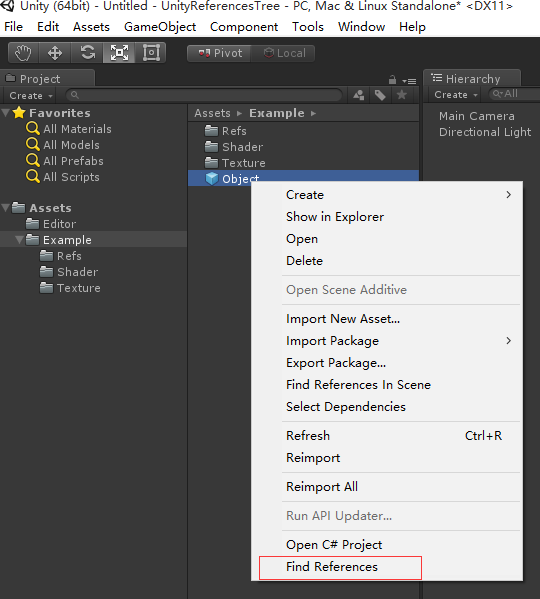 Unity (64bit) - Untitled - UnityReferencesTree - PC, Mac & Linux Standalone* <DX11>
File Edit Assets GameObject Component Tools Window Help
Pivot Local
Project
Create
Favorites
All Materials
All Models
All Prefabs
All Scripts
Assets
Editor
Example
Refs
Shader
Texture
Assets Example
Refs
Shader
Texture
Object
Hierarchy
Create All
Main Camera
Directional Light
Create
Show in Explorer
Open
Delete
Open Scene Additive
Import New Asset...
Import Package
Export Package...
Find References In Scene
Select Dependencies
Refresh Ctrl+R
Reimport
Reimport All
Run API Updater...
Open C# Project
Find References